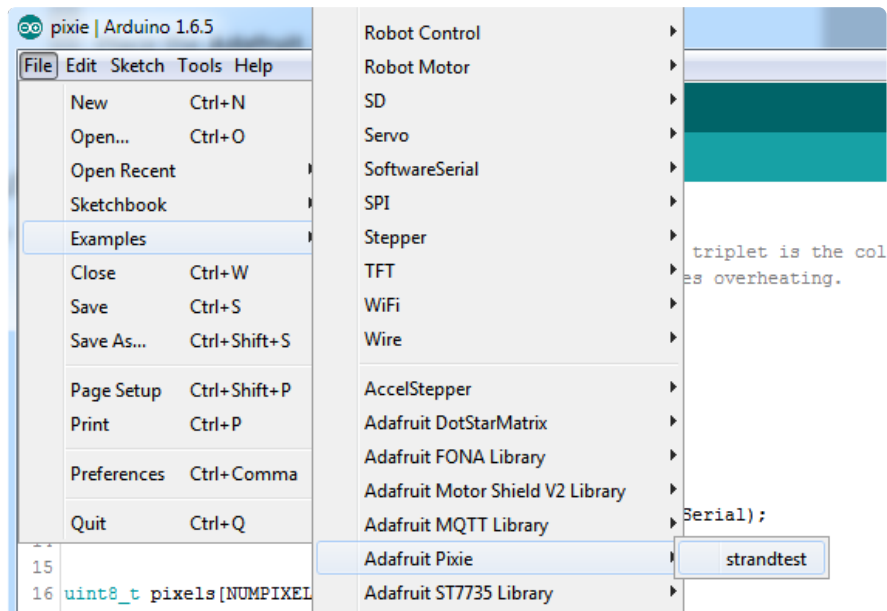 pixie | Arduino 1.6.5
File Edit Sketch Tools Help
New Ctrl+N
Open... Ctrl+O
Open Recent
Sketchbook
Examples
Close Ctrl+W
Save Ctrl+S
Save As... Ctrl+Shift+S
Page Setup Ctrl+Shift+P
Print Ctrl+P
Preferences Ctrl+Comma
Quit Ctrl+Q
Robot Control
Robot Motor
SD
Servo
SoftwareSerial
SPI
Stepper
TFT
WiFi
Wire
AccelStepper
Adafruit DotStarMatrix
Adafruit FONA Library
Adafruit Motor Shield V2 Library
Adafruit MQTT Library
Adafruit Pixie
Adafruit ST7735 Library
strandtest
triplet is the col
es overheating.
Serial);
15
16 uint8_t pixels[NUMPIXEL